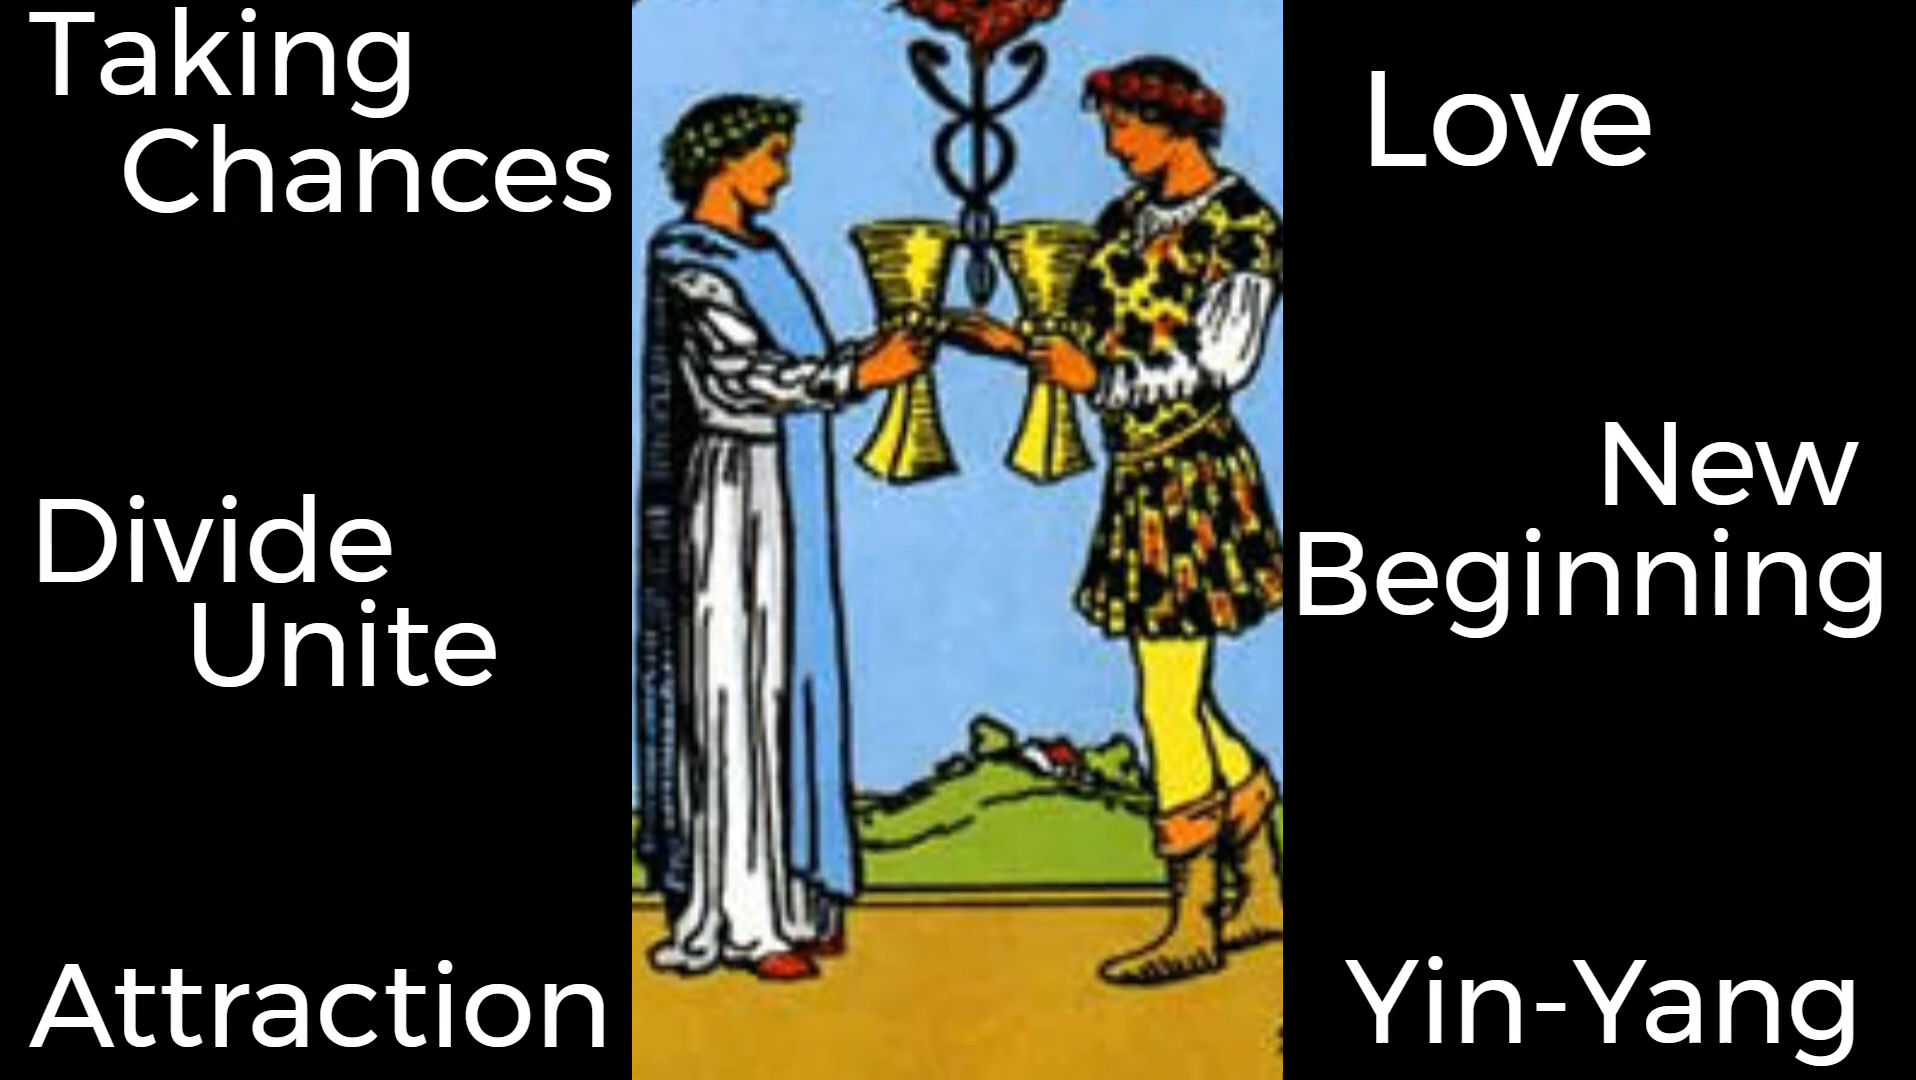 Taking
Chances
Love
Divide
Unite
New
Beginning
Attraction
Yin-Yang